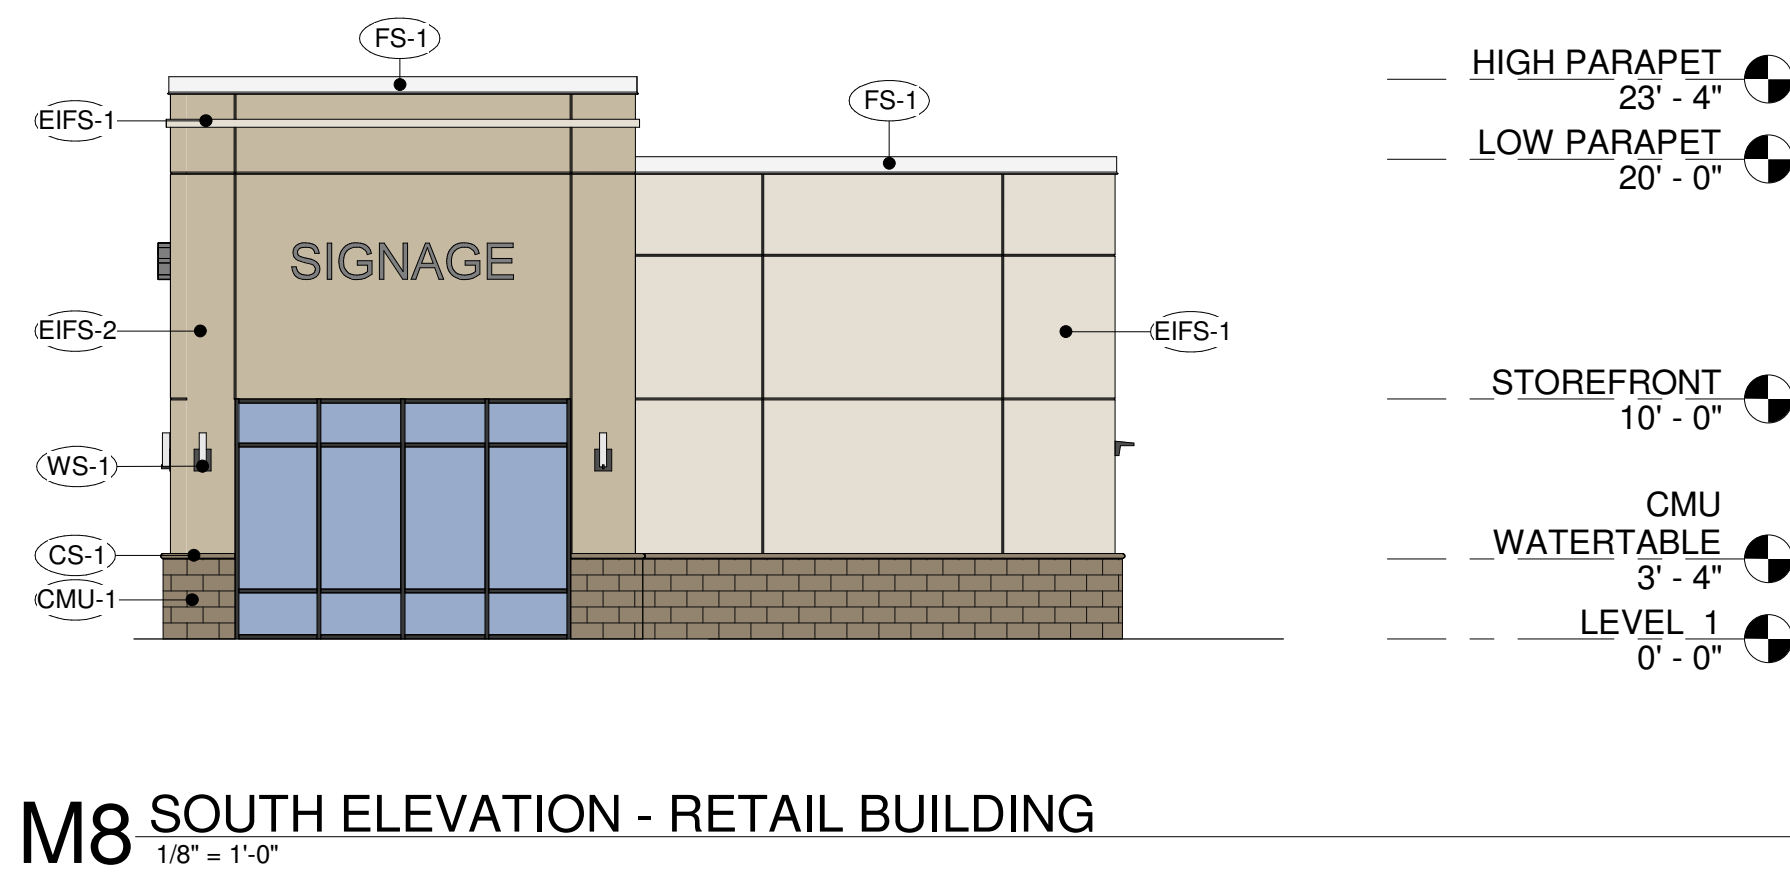 FS-1
HIGH PARAPET
23' - 4"
FS-1
EIFS-1
LOW PARAPET
20' - 0"
SIGNAGE
EIFS-2
EIFS-1
STOREFRONT
10' - 0"
WS-1
CMU
WATERTABLE
3' - 4"
CS-1
CMU-1
LEVEL 1
0' - 0"
M8 SOUTH ELEVATION - RETAIL BUILDING
1/8" = 1'-0"